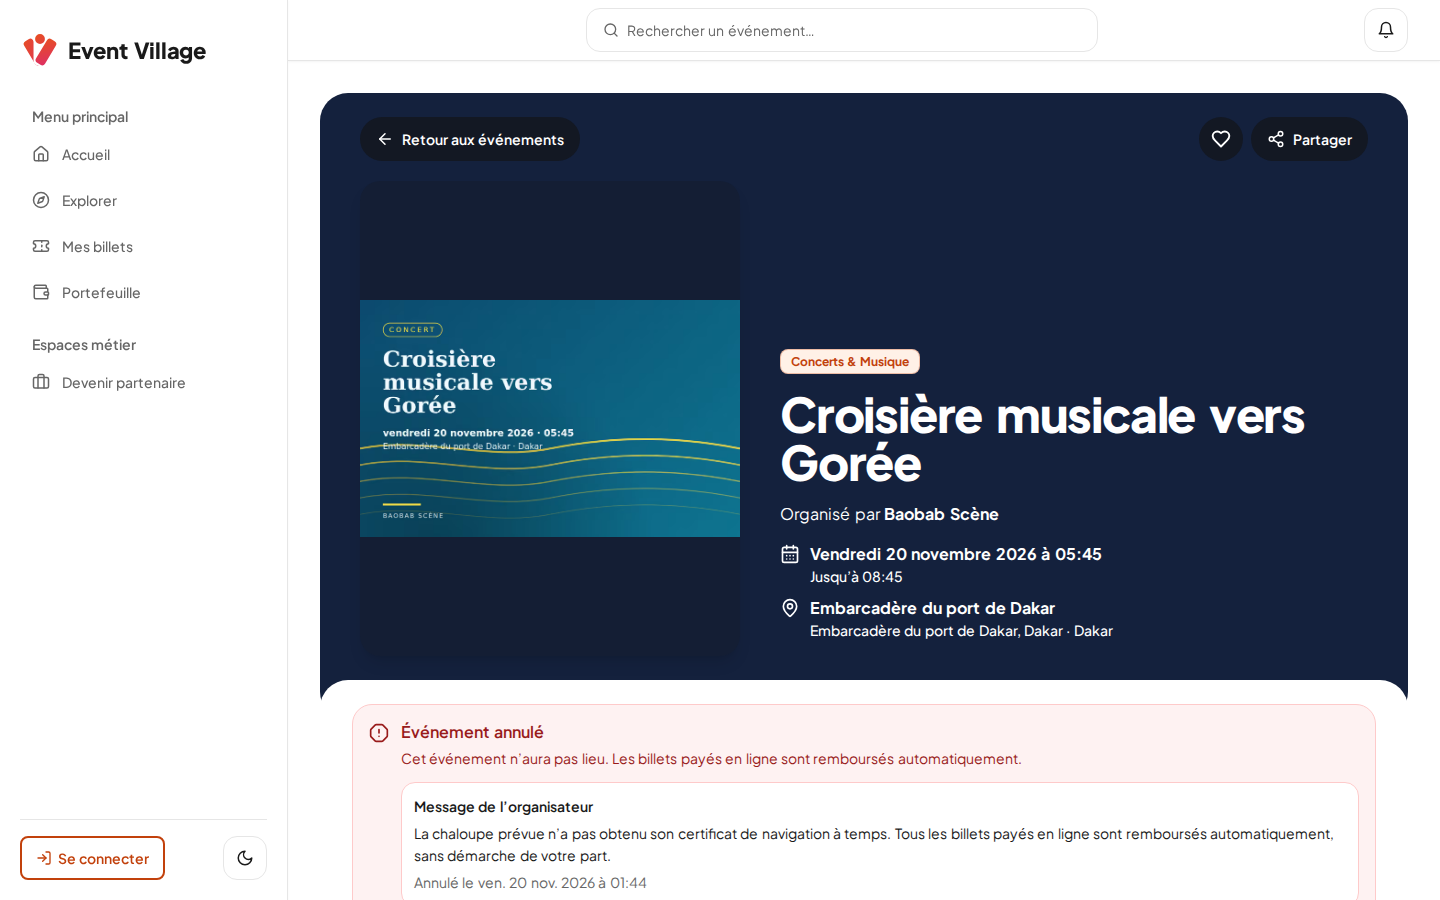 Event Village
Rechercher un événement…
Menu principal
Accueil
Explorer
Mes billets
Portefeuille
Espaces métier
Devenir partenaire
Se connecter
Retour aux événements
Partager
CONCERT
Croisière
musicale vers
Gorée
vendredi 20 novembre 2026 · 05:45
Embarcadère du port de Dakar · Dakar
BAOBAB SCÈNE
Concerts & Musique
Croisière musicale vers
Gorée
Organisé par Baobab Scène
Vendredi 20 novembre 2026 à 05:45
Jusqu'à 08:45
Embarcadère du port de Dakar
Embarcadère du port de Dakar, Dakar · Dakar
Événement annulé
Cet événement n'aura pas lieu. Les billets payés en ligne sont remboursés automatiquement.
Message de l'organisateur
La chaloupe prévue n'a pas obtenu son certificat de navigation à temps. Tous les billets payés en ligne sont remboursés automatiquement,
sans démarche de votre part.
Annulé le ven. 20 nov. 2026 à 01:44